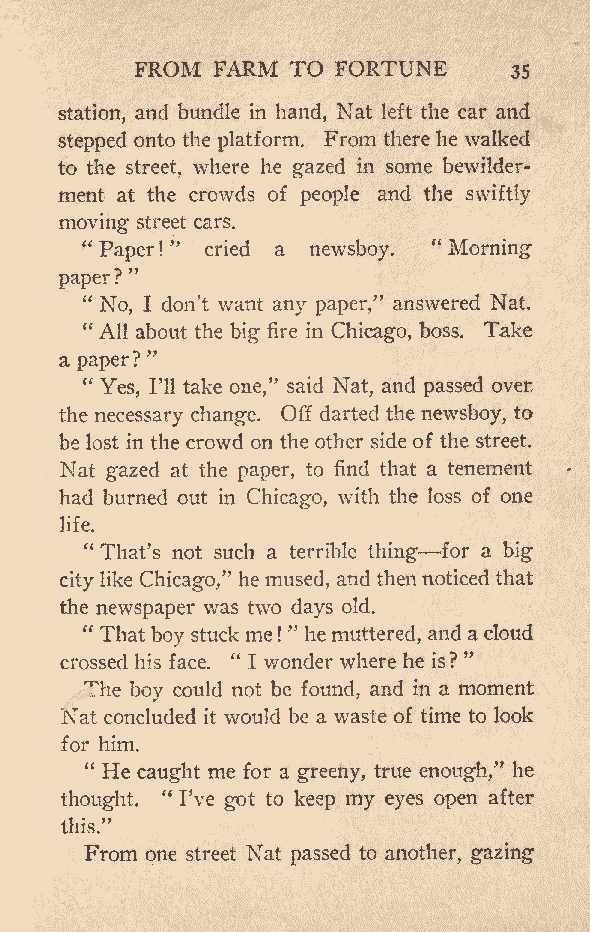 FROM FARM TO FORTUNE 35
station, and bundle in hand, Nat left the car and
stepped onto the platform. From there he walked
to the street, where he gazed in some bewilder-
ment at the crowds of people and the swiftly
moving street cars.
“ Paper! ” cried a newsboy. “ Morning
paper? ”
“ No, I don’t want any paper,” answered Nat.
“ All about the big fire in Chicago, boss. Take
a paper? ”
“ Yes, I’ll take one,” said Nat, and passed over
the necessary change. Off darted the newsboy, to
be lost in the crowd on the other side of the street.
Nat gazed at the paper, to find that a tenement
had burned out in Chicago, with the loss of one
life.
“ That’s not such a terrible thing—for a big
city like Chicago,” he mused, and then noticed that
the newspaper was two days old.
“ That boy stuck me! ” he muttered, and a cloud
crossed his face. “ I wonder where he is? ”
The boy could not be found, and in a moment
Nat concluded it would be a waste of time to look
for him.
“ He caught me for a greeny, true enough,” he
thought. “ I’ve got to keep my eyes open after
this.”
From one street Nat passed to another, gazing